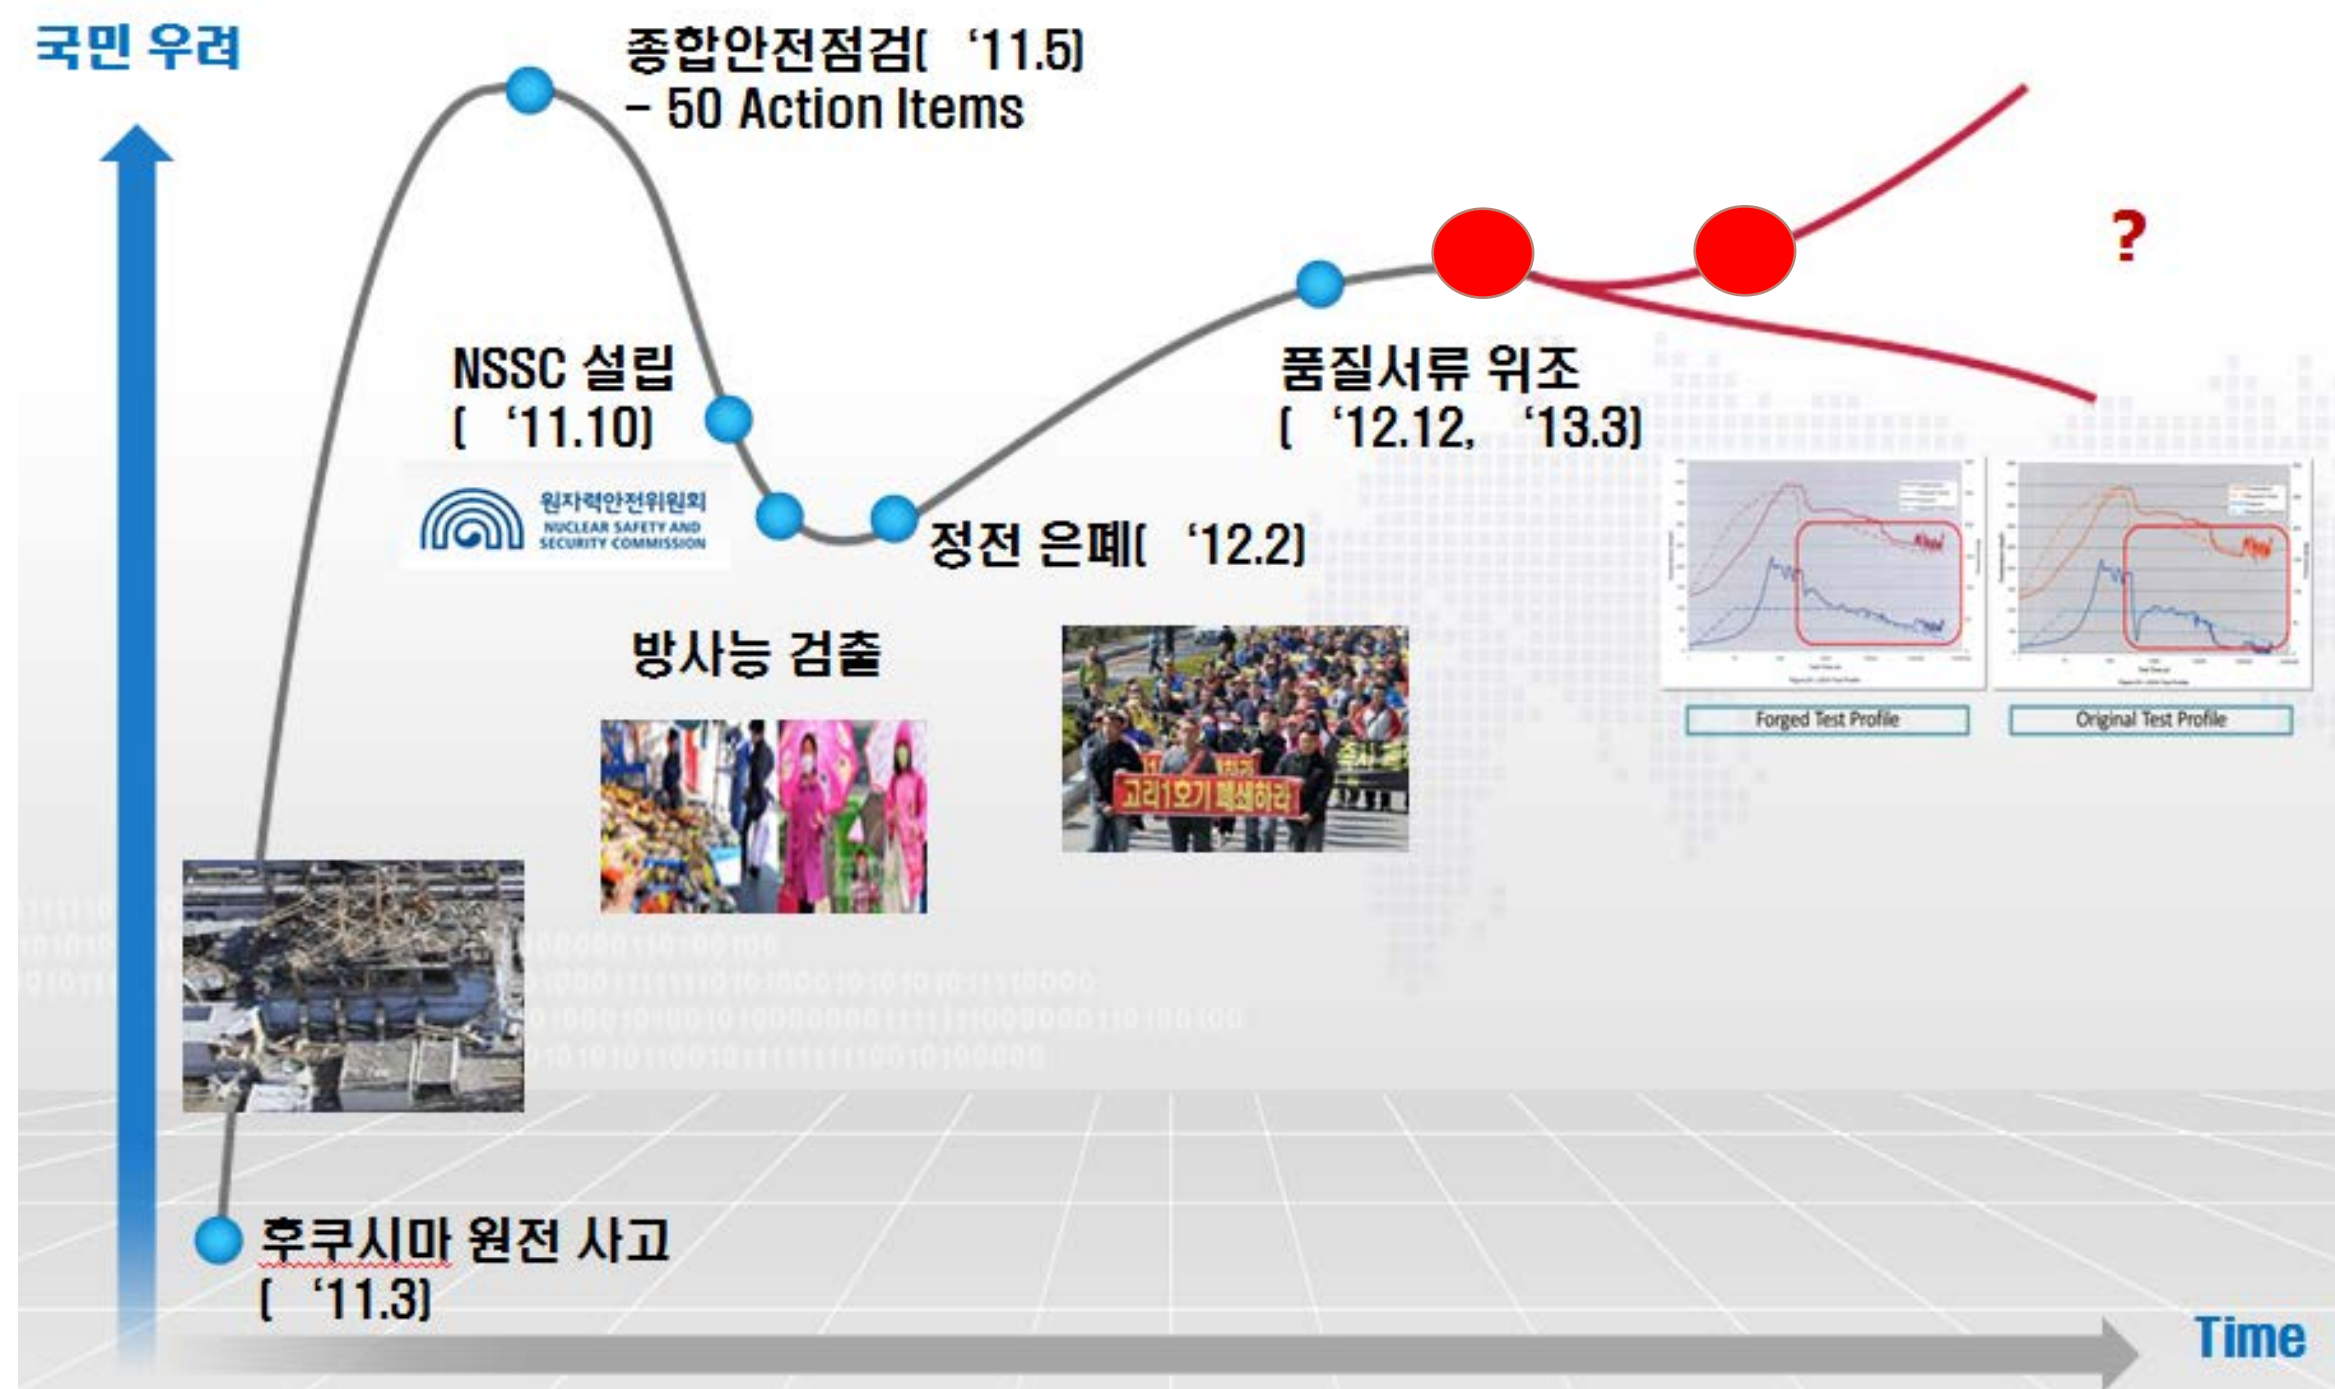 국민 우려
종합안전점검( ‘11.5)
- 50 Action Items
?
NSSC 설립
( ‘11.10)
원자력안전위원회
NUCLEAR SAFETY AND
SECURITY COMMISSION
품질서류 위조
( ‘12.12, ‘13.3)
정전 은폐( ‘12.2)
방사능 검출
고리1호기 폐쇄하라
Forged Test Profile
Original Test Profile
후쿠시마 원전 사고
( ‘11.3)
Time